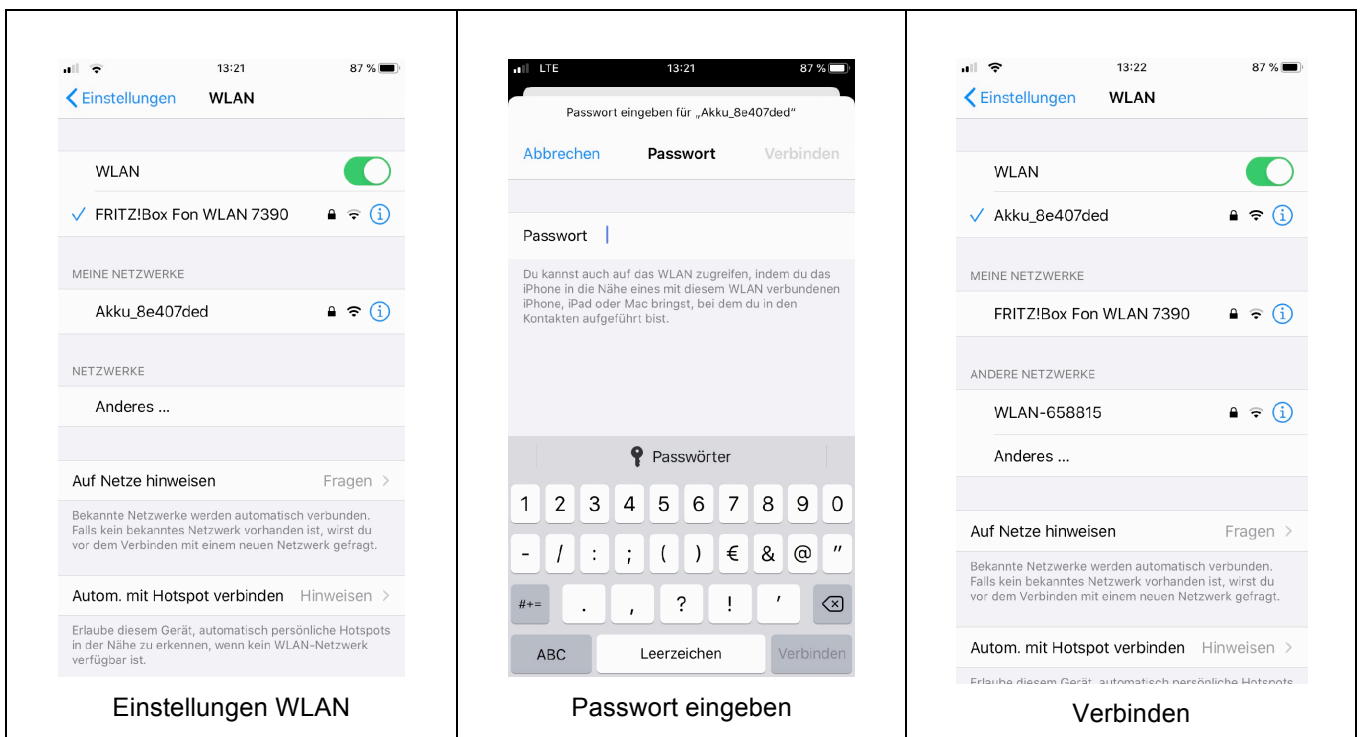 13:21
87 %
Einstellungen WLAN
WLAN
FRITZ!Box Fon WLAN 7390
MEINE NETZWERKE
Akku_8e407ded
NETZWERKE
Anderes ...
Auf Netze hinweisen Fragen
Bekannte Netzwerke werden automatisch verbunden.
Falls kein bekanntes Netzwerk vorhanden ist, wirst du
vor dem Verbinden mit einem neuen Netzwerk gefragt.
Autom. mit Hotspot verbinden Hinweisen
Erlaube diesem Gerät, automatisch persönliche Hotspots
in der Nähe zu erkennen, wenn kein WLAN-Netzwerk
verfügbar ist.
Einstellungen WLAN
LTE 13:21 87 %
Passwort eingeben für „Akku_8e407ded“
Abbrechen Passwort Verbinden
Passwort
Du kannst auch auf das WLAN zugreifen, indem du das
iPhone in die Nähe eines mit diesem WLAN verbundenen
iPhone, iPad oder Mac bringst, bei dem du in den
Kontakten aufgeführt bist.
Passwörter
1 2 3 4 5 6 7 8 9 0
- / : ; ( ) € & @ "
#+= . , ? ! '
ABC Leerzeichen Verbinden
Passwort eingeben
13:22 87 %
Einstellungen WLAN
WLAN
Akku_8e407ded
MEINE NETZWERKE
FRITZ!Box Fon WLAN 7390
ANDERE NETZWERKE
WLAN-658815
Anderes ...
Auf Netze hinweisen Fragen
Bekannte Netzwerke werden automatisch verbunden.
Falls kein bekanntes Netzwerk vorhanden ist, wirst du
vor dem Verbinden mit einem neuen Netzwerk gefragt.
Autom. mit Hotspot verbinden Hinweisen
Erlaube diesem Gerät, automatisch persönliche Hotspots
Verbinden